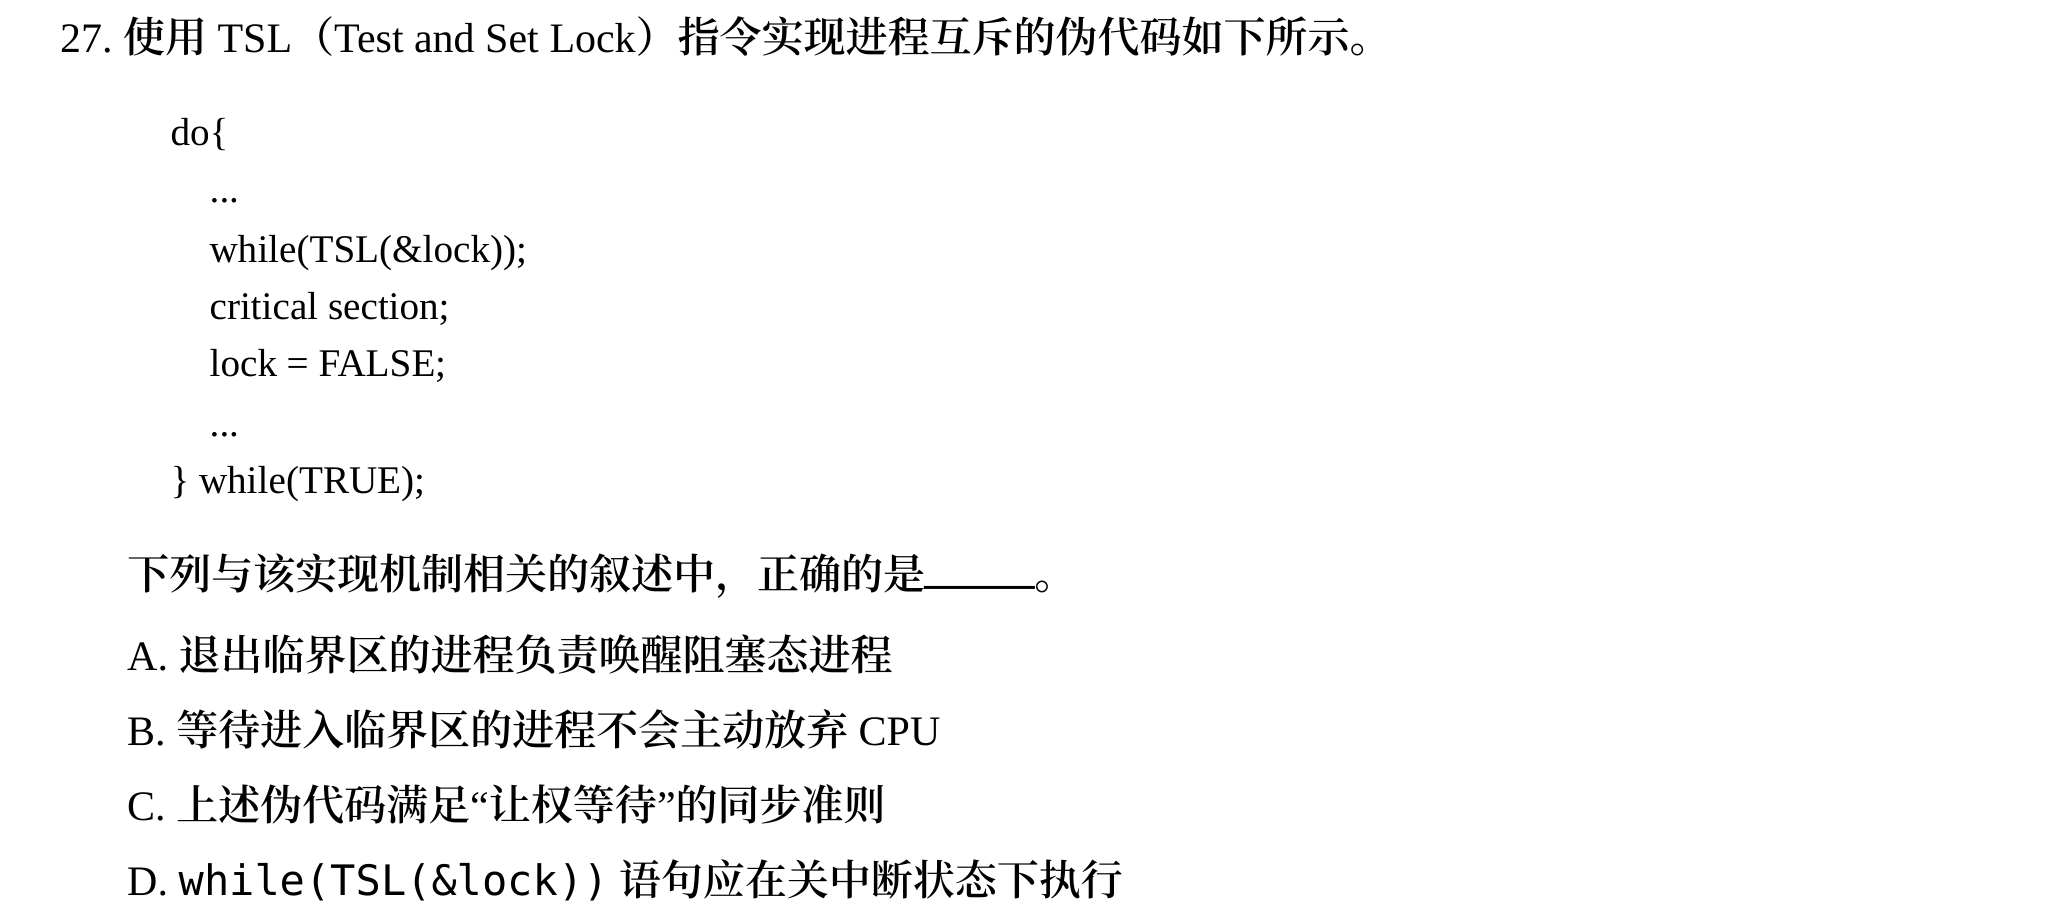 27. 使用 TSL（Test and Set Lock）指令实现进程互斥的伪代码如下所示。
do{
...
while(TSL(&lock));
critical section;
lock = FALSE;
...
} while(TRUE);
下列与该实现机制相关的叙述中，正确的是_____。
A. 退出临界区的进程负责唤醒阻塞态进程
B. 等待进入临界区的进程不会主动放弃 CPU
C. 上述伪代码满足“让权等待”的同步准则
D. while(TSL(&lock)) 语句应在关中断状态下执行